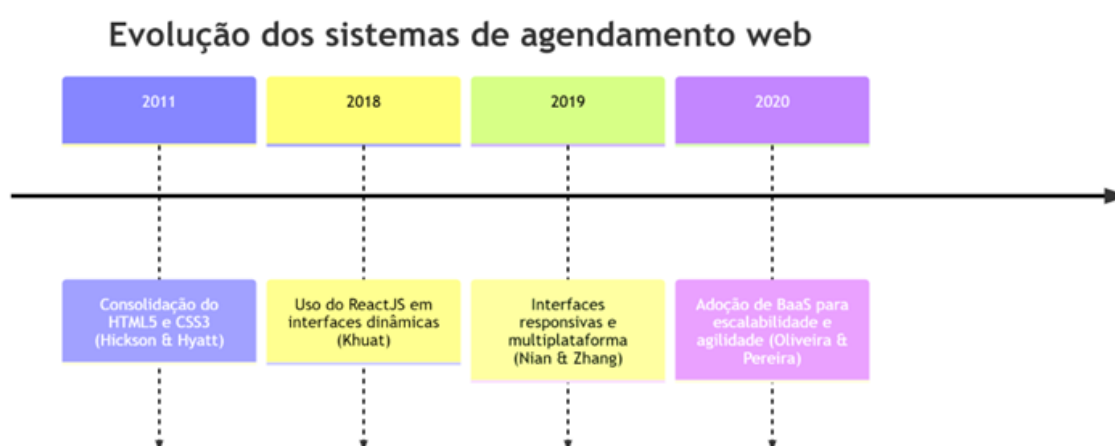 Evolução dos sistemas de agendamento web
2011
2018
2019
2020
Consolidação do
HTML5 e CSS3
(Hickson & Hyatt)
Uso do ReactJS em
interfaces dinâmicas
(Khuat)
Interfaces
responsivas e
multiplataforma
(Nian & Zhang)
Adoção de BaaS para
escalabilidade e
agilidade (Oliveira &
Pereira)